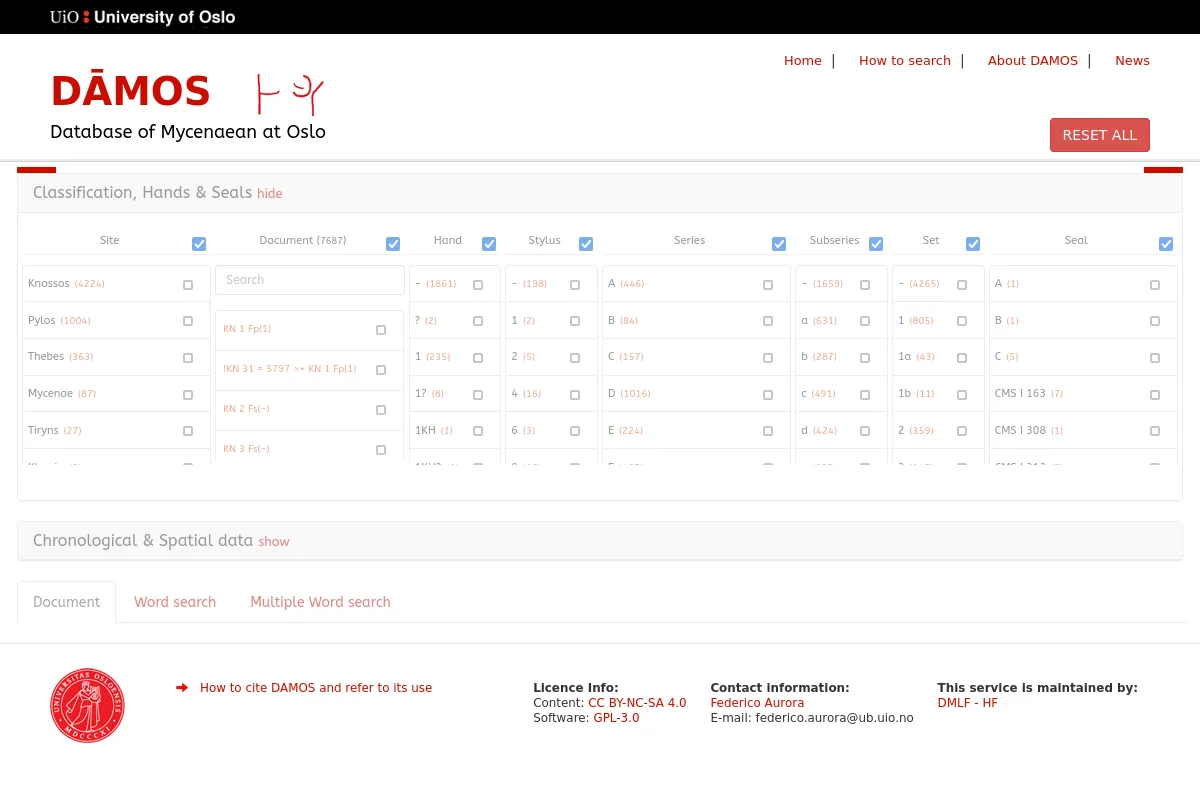 UiO University of Oslo
Home | How to search | About DAMOS | News
DĀMOS
Database of Mycenaean at Oslo
RESET ALL
Classification, Hands & Seals hide
Site Document (7687) Hand Stylus Series Subseries Set Seal
Search
Knossos (4224) - (1861) - (198) A (446) - (1659) - (4265) A (1)
Pylos (1004) KN 1 Fp(1) ? (2) 1 (2) B (84) a (631) 1 (805) B (1)
Thebes (363) !KN 31 = 5797 >+ KN 1 Fp(1) 1 (235) 2 (5) C (157) b (287) 1a (43) C (5)
Mycenae (87) KN 2 Fs(-) 1? (8) 4 (16) D (1016) c (491) 1b (11) CMS I 163 (7)
Tiryns (27) KN 3 Fs(-) 1KH (1) 6 (3) E (224) d (424) 2 (359) CMS I 308 (1)
Chronological & Spatial data show
Document Word search Multiple Word search
UNIVERSITAS OSLOENSIS MDCCCXI
How to cite DAMOS and refer to its use
Licence Info:
Content: CC BY-NC-SA 4.0
Software: GPL-3.0
Contact information:
Federico Aurora
E-mail: federico.aurora@ub.uio.no
This service is maintained by:
DMLF - HF